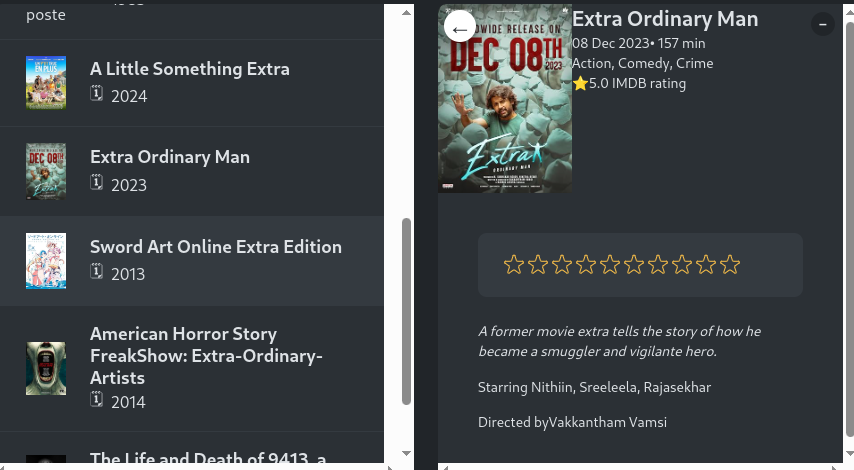 poste
A Little Something Extra
2024
Extra Ordinary Man
2023
Sword Art Online Extra Edition
2013
American Horror Story
FreakShow: Extra-Ordinary-
Artists
2014
The Life and Death of 9413, a
←
WORLDWIDE RELEASE ON
DEC 08TH
2023
Extra
ORDINARY MAN
Extra Ordinary Man
08 Dec 2023• 157 min
Action, Comedy, Crime
⭐5.0 IMDB rating
–
A former movie extra tells the story of how he
became a smuggler and vigilante hero.
Starring Nithiin, Sreeleela, Rajasekhar
Directed byVakkantham Vamsi